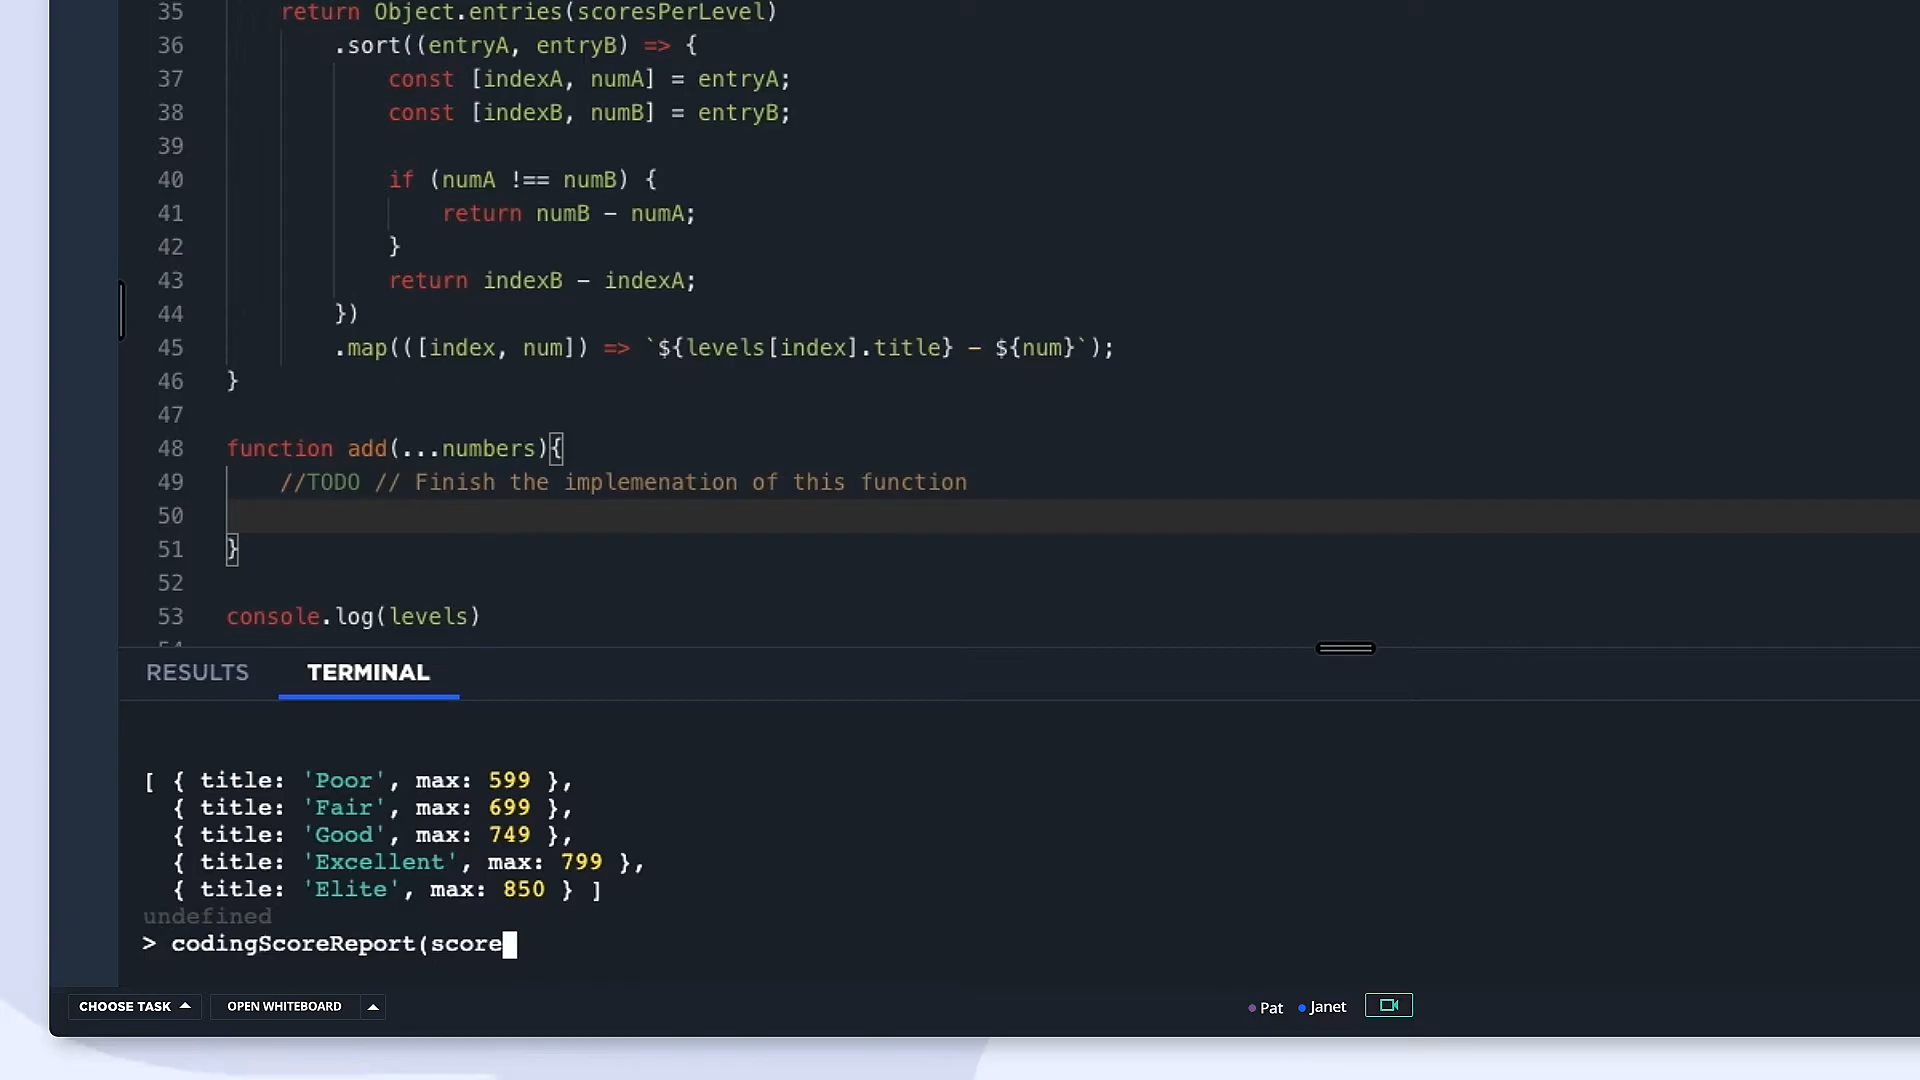 35 return Object.entries(scoresPerLevel)
36 .sort((entryA, entryB) => {
37 const [indexA, numA] = entryA;
38 const [indexB, numB] = entryB;
39
40 if (numA !== numB) {
41 return numB - numA;
42 }
43 return indexB - indexA;
44 })
45 .map(([index, num]) => `${levels[index].title} - ${num}`);
46 }
47
48 function add(...numbers){
49 //TODO // Finish the implemenation of this function
50
51 }
52
53 console.log(levels)
54
RESULTS TERMINAL
[ { title: 'Poor', max: 599 },
{ title: 'Fair', max: 699 },
{ title: 'Good', max: 749 },
{ title: 'Excellent', max: 799 },
{ title: 'Elite', max: 850 } ]
undefined
> codingScoreReport(score
CHOOSE TASK OPEN WHITEBOARD Pat Janet